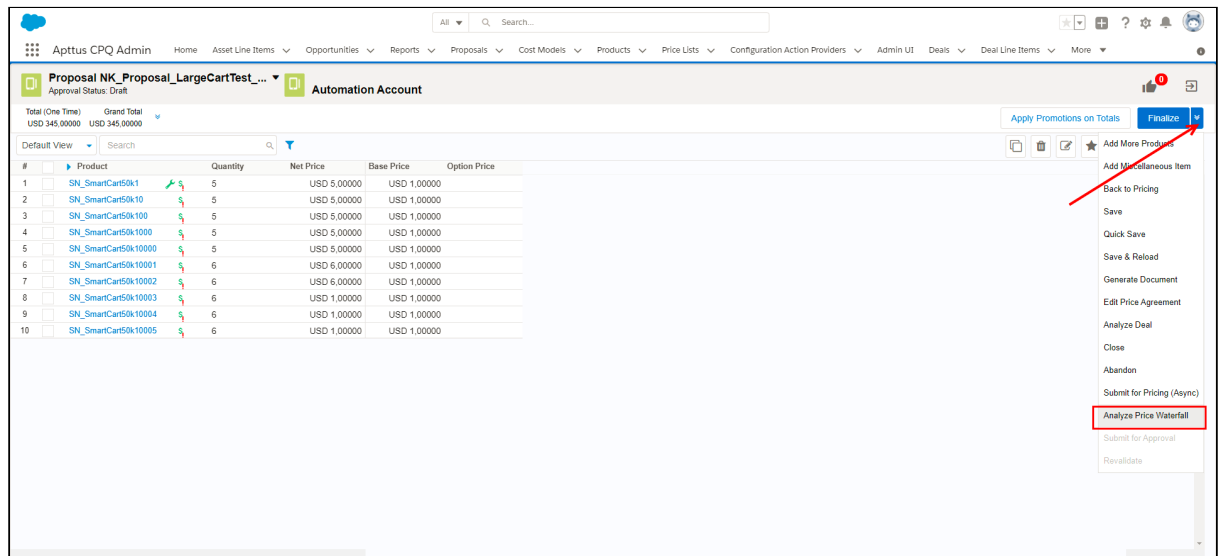 All Search...
Apttus CPQ Admin Home Asset Line Items Opportunities Reports Proposals Cost Models Products Price Lists Configuration Action Providers Admin UI Deals Deal Line Items More
Proposal NK_Proposal_LargeCartTest_...
Approval Status: Draft
Automation Account
0
Total (One Time) Grand Total
USD 345,00000 USD 345,00000
Apply Promotions on Totals Finalize
Default View Search
# Product Quantity Net Price Base Price Option Price
1 SN_SmartCart50k1 5 USD 5,00000 USD 1,00000
2 SN_SmartCart50k10 5 USD 5,00000 USD 1,00000
3 SN_SmartCart50k100 5 USD 5,00000 USD 1,00000
4 SN_SmartCart50k1000 5 USD 5,00000 USD 1,00000
5 SN_SmartCart50k10000 5 USD 5,00000 USD 1,00000
6 SN_SmartCart50k10001 6 USD 6,00000 USD 1,00000
7 SN_SmartCart50k10002 6 USD 6,00000 USD 1,00000
8 SN_SmartCart50k10003 6 USD 1,00000 USD 1,00000
9 SN_SmartCart50k10004 6 USD 1,00000 USD 1,00000
10 SN_SmartCart50k10005 6 USD 1,00000 USD 1,00000
Add More Products
Add Miscellaneous Item
Back to Pricing
Save
Quick Save
Save & Reload
Generate Document
Edit Price Agreement
Analyze Deal
Close
Abandon
Submit for Pricing (Async)
Analyze Price Waterfall
Submit for Approval
Revalidate